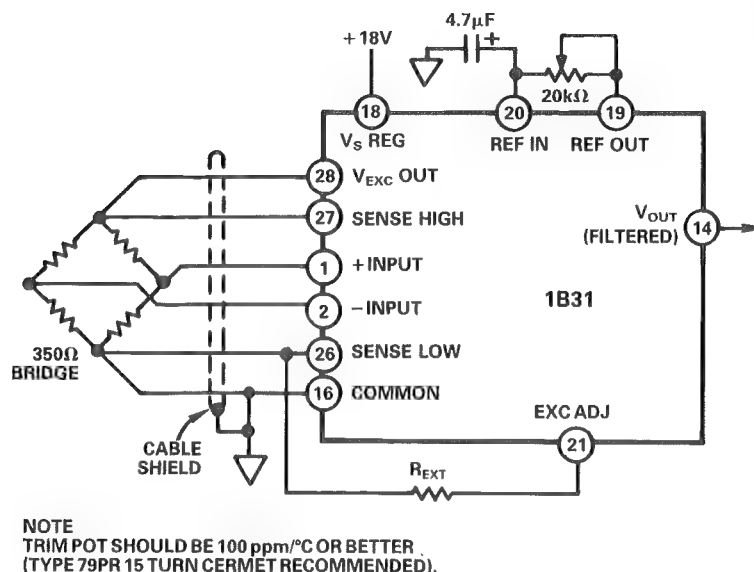 4.7µF
+
+18V
20kΩ
18
20
19
VS REG
REF IN
REF OUT
28
VEXC OUT
27
SENSE HIGH
VOUT
(FILTERED)
14
1
+INPUT
1B31
2
−INPUT
350Ω
BRIDGE
26
SENSE LOW
16
COMMON
EXC ADJ
21
CABLE
SHIELD
REXT
NOTE
TRIM POT SHOULD BE 100 ppm/°C OR BETTER
(TYPE 79PR 15 TURN CERMET RECOMMENDED).